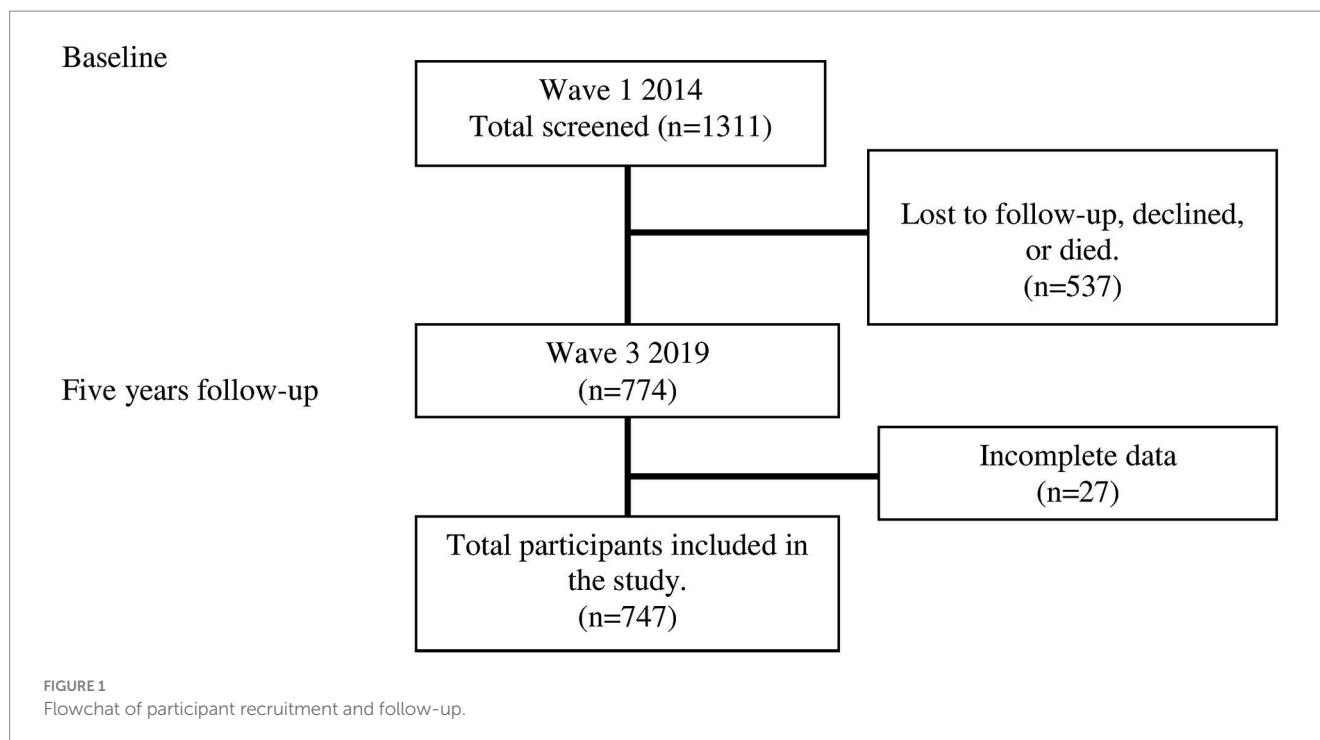 Baseline
Wave 1 2014
Total screened (n=1311)
Lost to follow-up, declined,
or died.
(n=537)
Wave 3 2019
(n=774)
Five years follow-up
Incomplete data
(n=27)
Total participants included in
the study.
(n=747)
FIGURE 1
Flowchat of participant recruitment and follow-up.